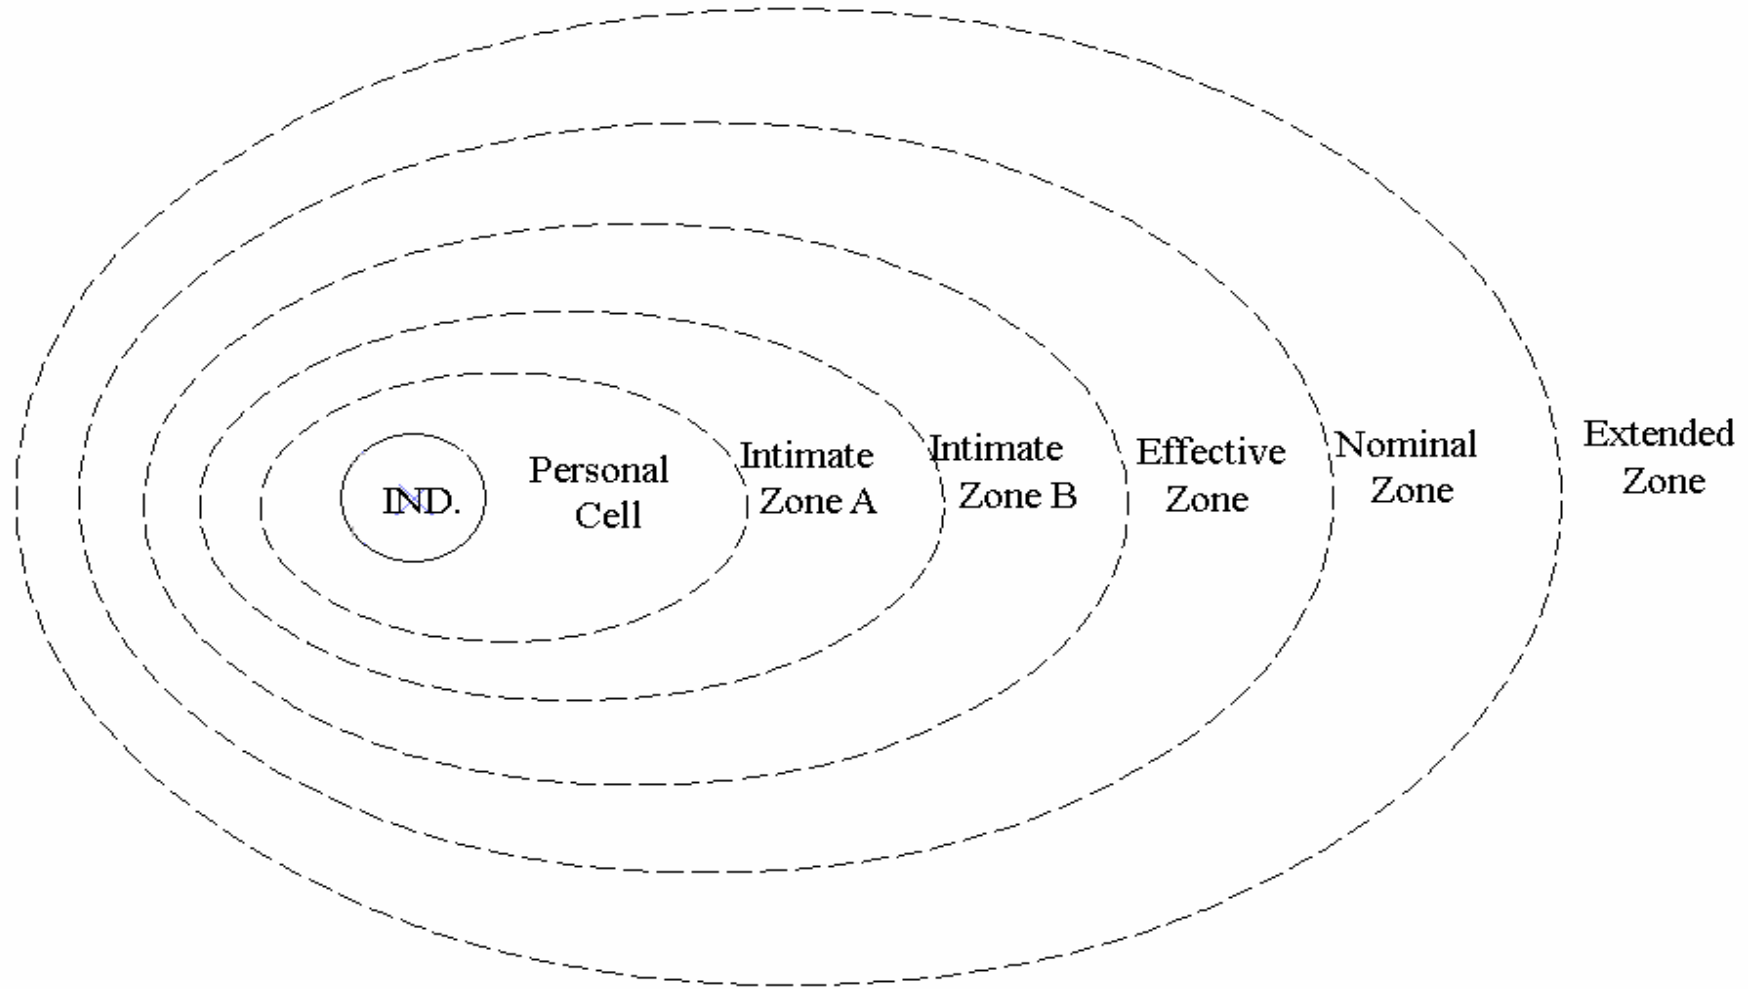 IND.
Personal
Cell
Intimate
Zone A
Intimate
Zone B
Effective
Zone
Nominal
Zone
Extended
Zone